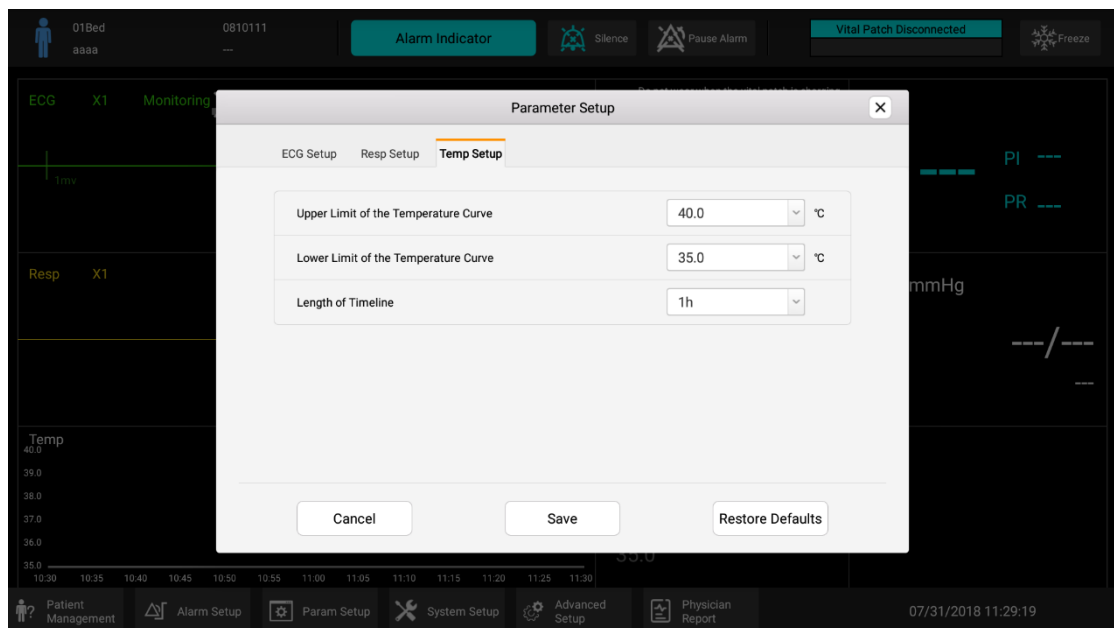 01Bed 0810111
aaaa ---
Alarm Indicator
Silence
Pause Alarm
Vital Patch Disconnected
Freeze
ECG X1 Monitoring
1mv
PI ---
PR ---
Resp X1
mmHg
---/---
---
Parameter Setup
ECG Setup Resp Setup Temp Setup
Upper Limit of the Temperature Curve 40.0 ℃
Lower Limit of the Temperature Curve 35.0 ℃
Length of Timeline 1h
Cancel Save Restore Defaults
Temp
40.0
39.0
38.0
37.0
36.0
35.0
10:30 10:35 10:40 10:45 10:50 10:55 11:00 11:05 11:10 11:15 11:20 11:25 11:30
Patient
Management
Alarm Setup
Param Setup
System Setup
Advanced
Setup
Physician
Report
07/31/2018 11:29:19